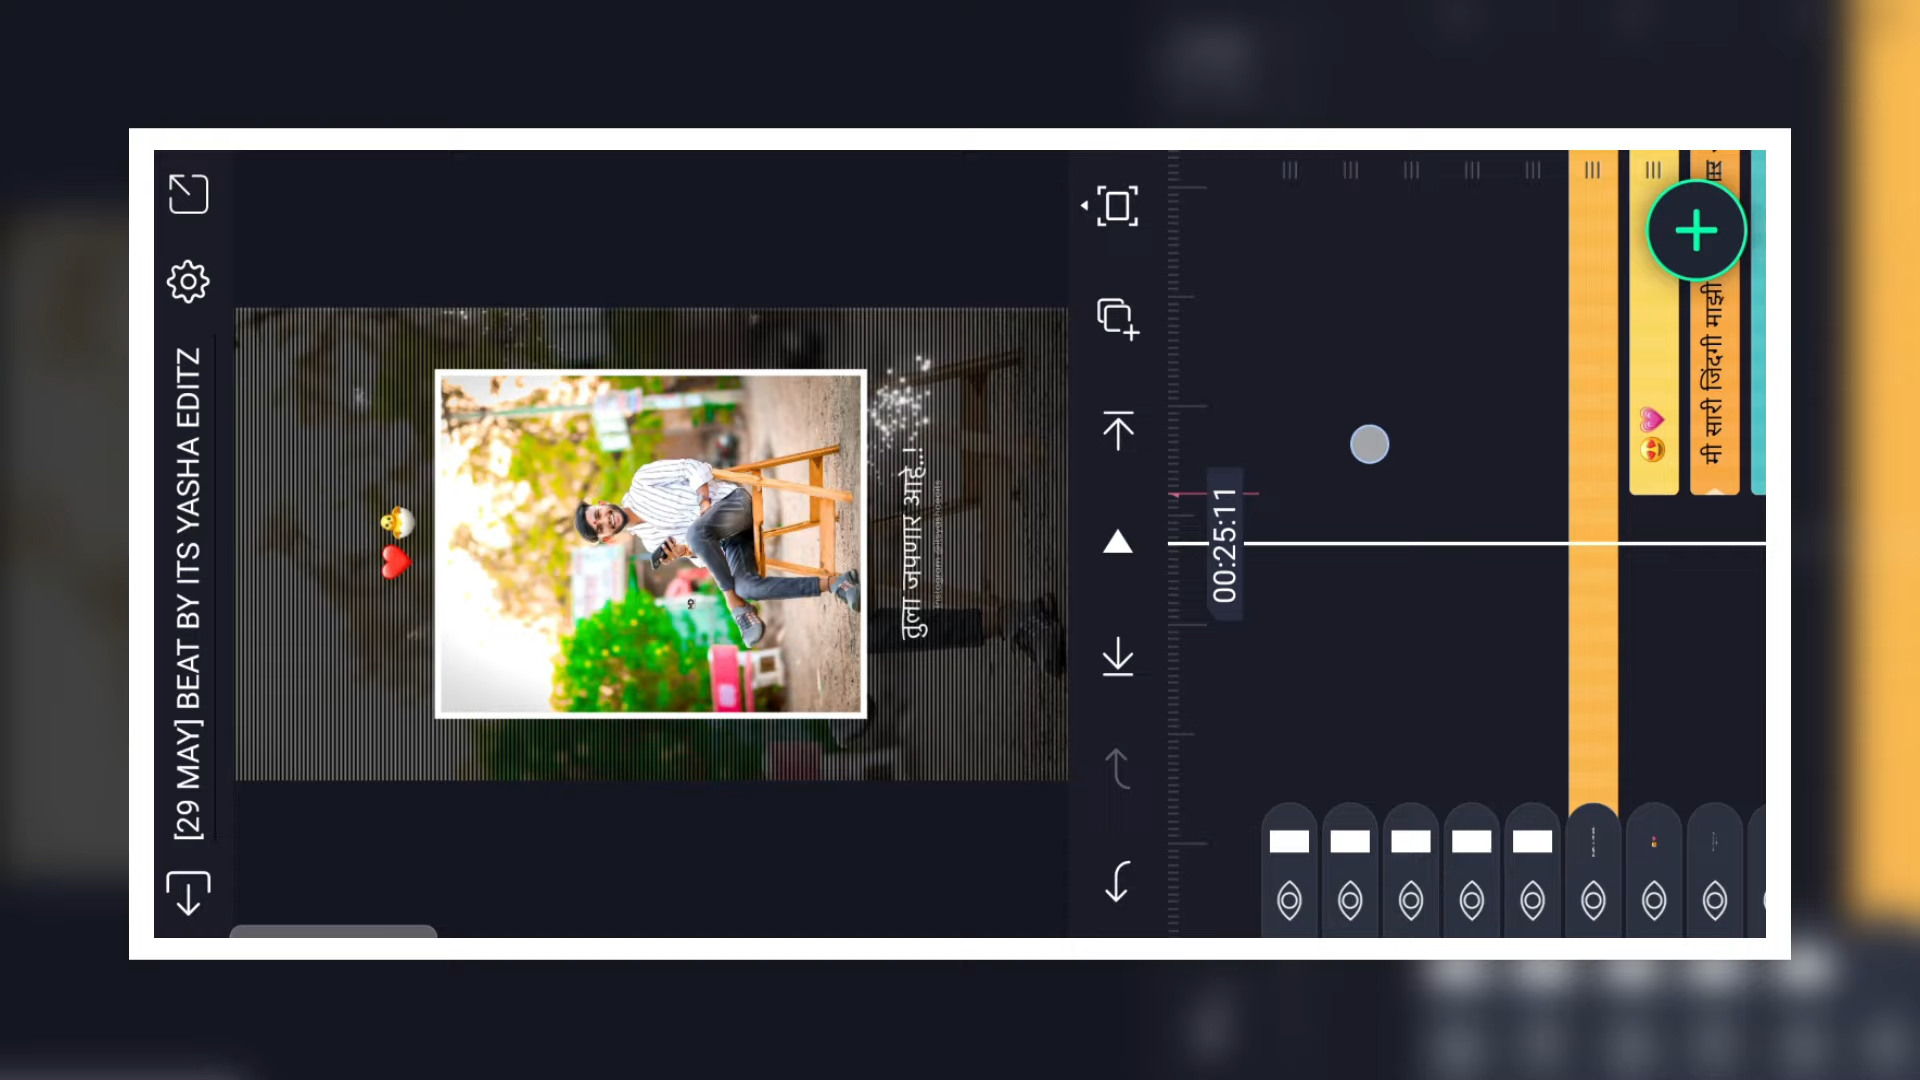 [29 MAY] BEAT BY ITS YASHA EDITZ
तुला जपणार आहे..!
00:25:11
मी सारी जिंदगी माझी